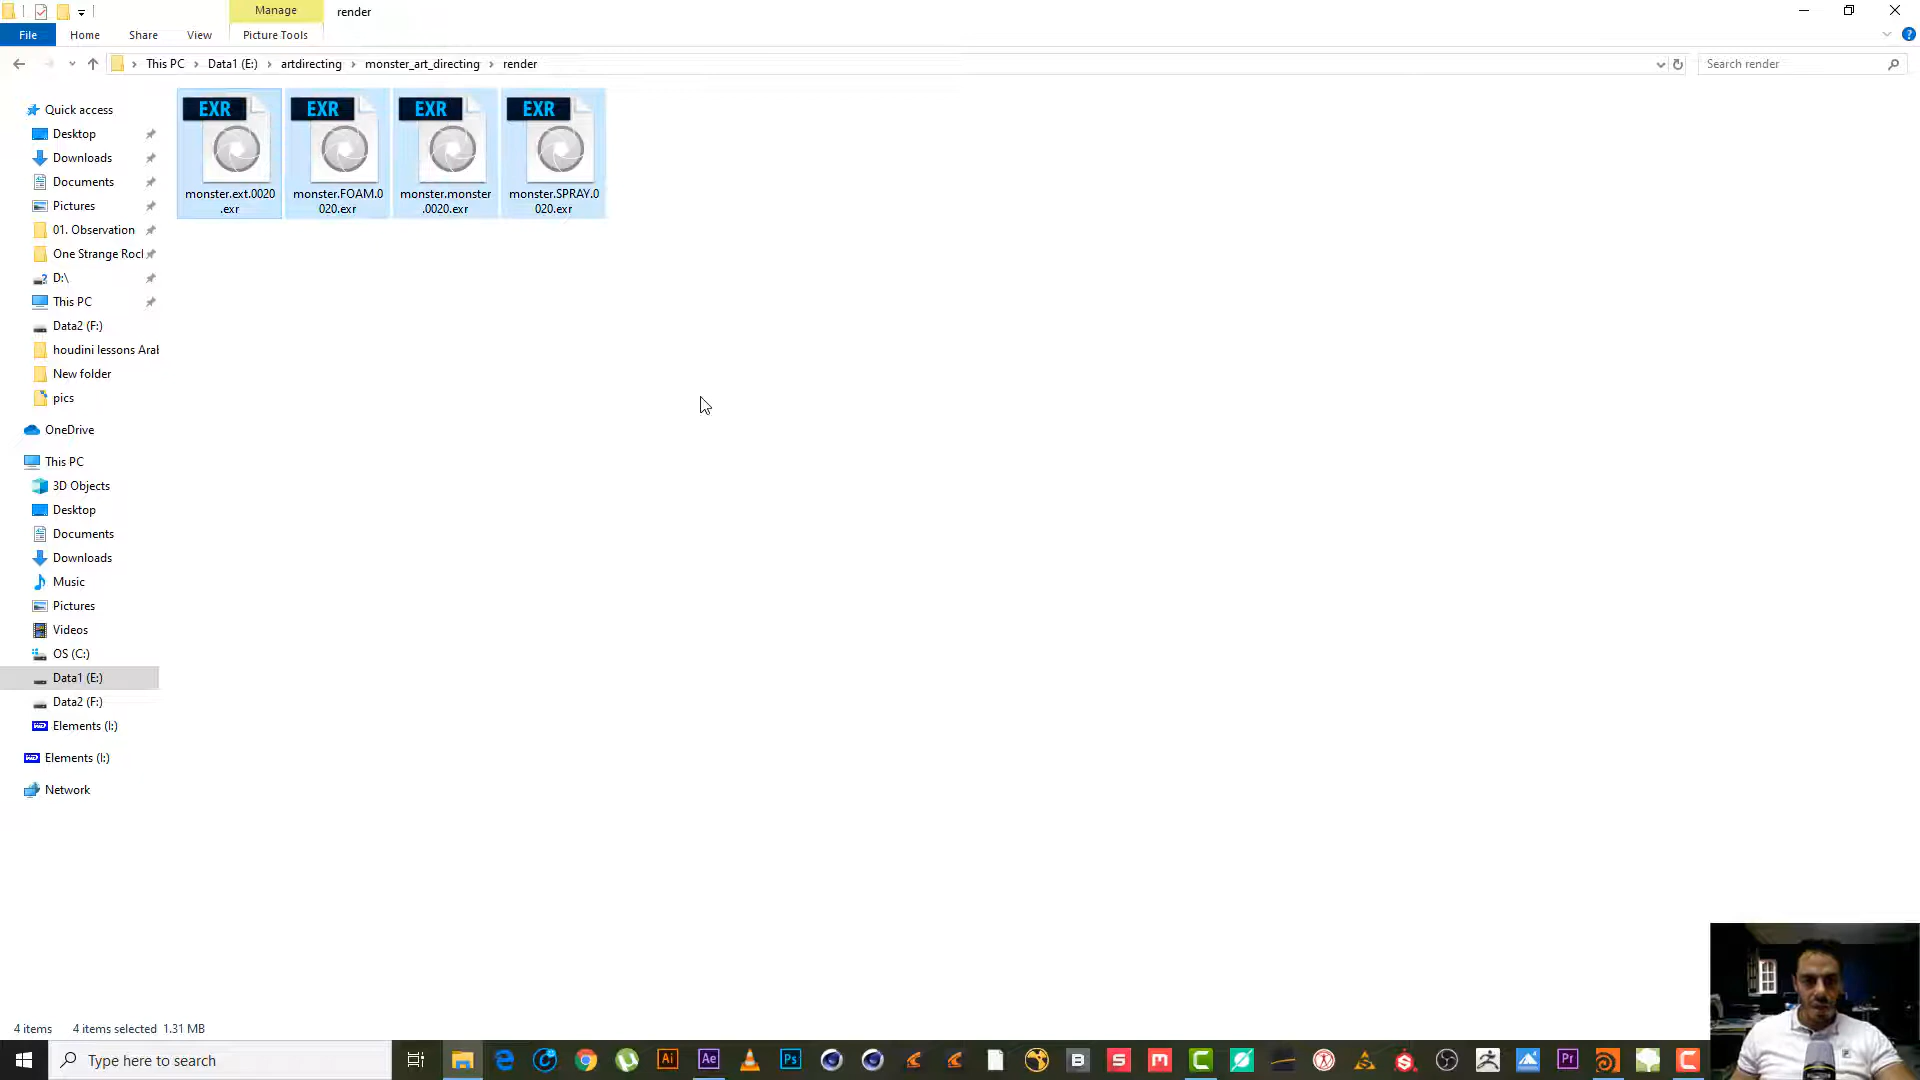 Manage
render
File
Home
Share
View
Picture Tools
This PC
Data1 (E:)
artdirecting
monster_art_directing
render
Search render
EXR
EXR
EXR
EXR
monster.ext.0020
.exr
monster.FOAM.0
020.exr
monster.monster
.0020.exr
monster.SPRAY.0
020.exr
Quick access
Desktop
Downloads
Documents
Pictures
01. Observation
One Strange Rocl
D:\
This PC
Data2 (F:)
houdini lessons Arab
New folder
pics
OneDrive
This PC
3D Objects
Desktop
Documents
Downloads
Music
Pictures
Videos
OS (C:)
Data1 (E:)
Data2 (F:)
Elements (I:)
Elements (I:)
Network
4 items
4 items selected 1.31 MB
Type here to search
Ai
Ae
Ps
B
S
M
C
Pr
C